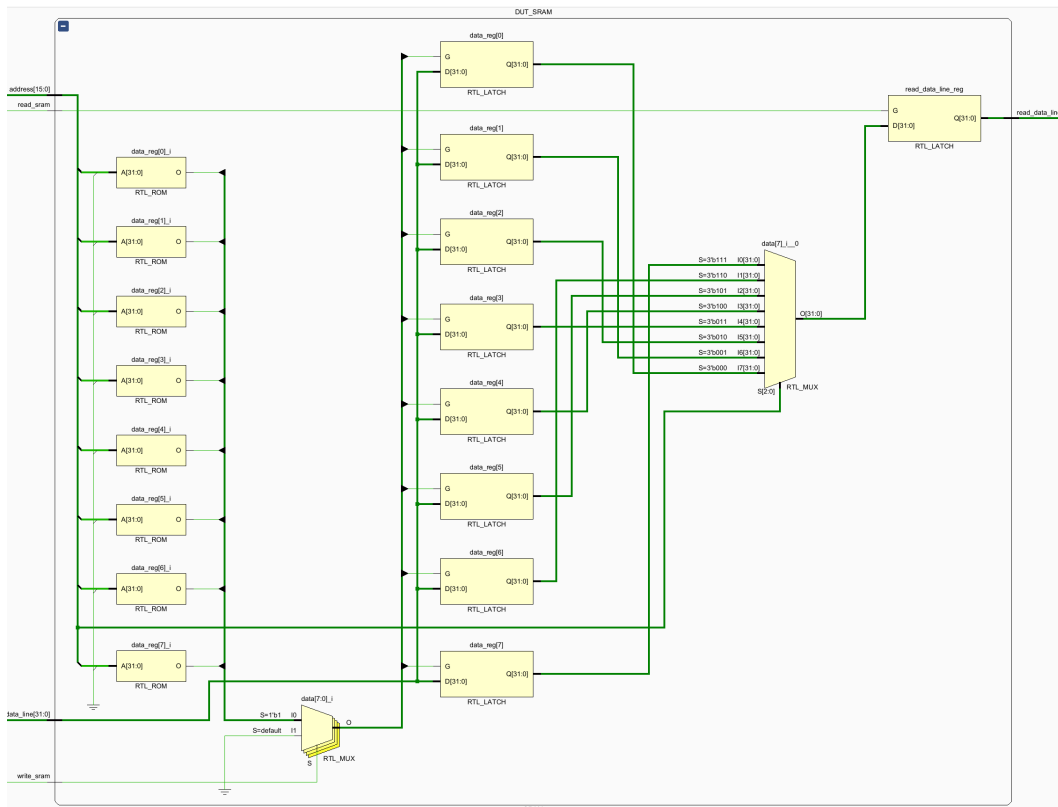 DUT_SRAM
address[15:0]
read_sram
data_reg[0]_i
A[31:0] O
RTL_ROM
data_reg[1]_i
A[31:0] O
RTL_ROM
data_reg[2]_i
A[31:0] O
RTL_ROM
data_reg[3]_i
A[31:0] O
RTL_ROM
data_reg[4]_i
A[31:0] O
RTL_ROM
data_reg[5]_i
A[31:0] O
RTL_ROM
data_reg[6]_i
A[31:0] O
RTL_ROM
data_reg[7]_i
A[31:0] O
RTL_ROM
data_line[31:0]
write_sram
data[7:0]_i
S=1'b1 I0
S=default I1
O
S
RTL_MUX
data_reg[0]
G
Q[31:0]
D[31:0]
RTL_LATCH
data_reg[1]
G
Q[31:0]
D[31:0]
RTL_LATCH
data_reg[2]
G
Q[31:0]
D[31:0]
RTL_LATCH
data_reg[3]
G
Q[31:0]
D[31:0]
RTL_LATCH
data_reg[4]
G
Q[31:0]
D[31:0]
RTL_LATCH
data_reg[5]
G
Q[31:0]
D[31:0]
RTL_LATCH
data_reg[6]
G
Q[31:0]
D[31:0]
RTL_LATCH
data_reg[7]
G
Q[31:0]
D[31:0]
RTL_LATCH
data[7]_i__0
S=3'b111 I0[31:0]
S=3'b110 I1[31:0]
S=3'b101 I2[31:0]
S=3'b100 I3[31:0]
S=3'b011 I4[31:0]
S=3'b010 I5[31:0]
S=3'b001 I6[31:0]
S=3'b000 I7[31:0]
O[31:0]
S[2:0]
RTL_MUX
read_data_line_reg
G
Q[31:0]
D[31:0]
RTL_LATCH
read_data_lin